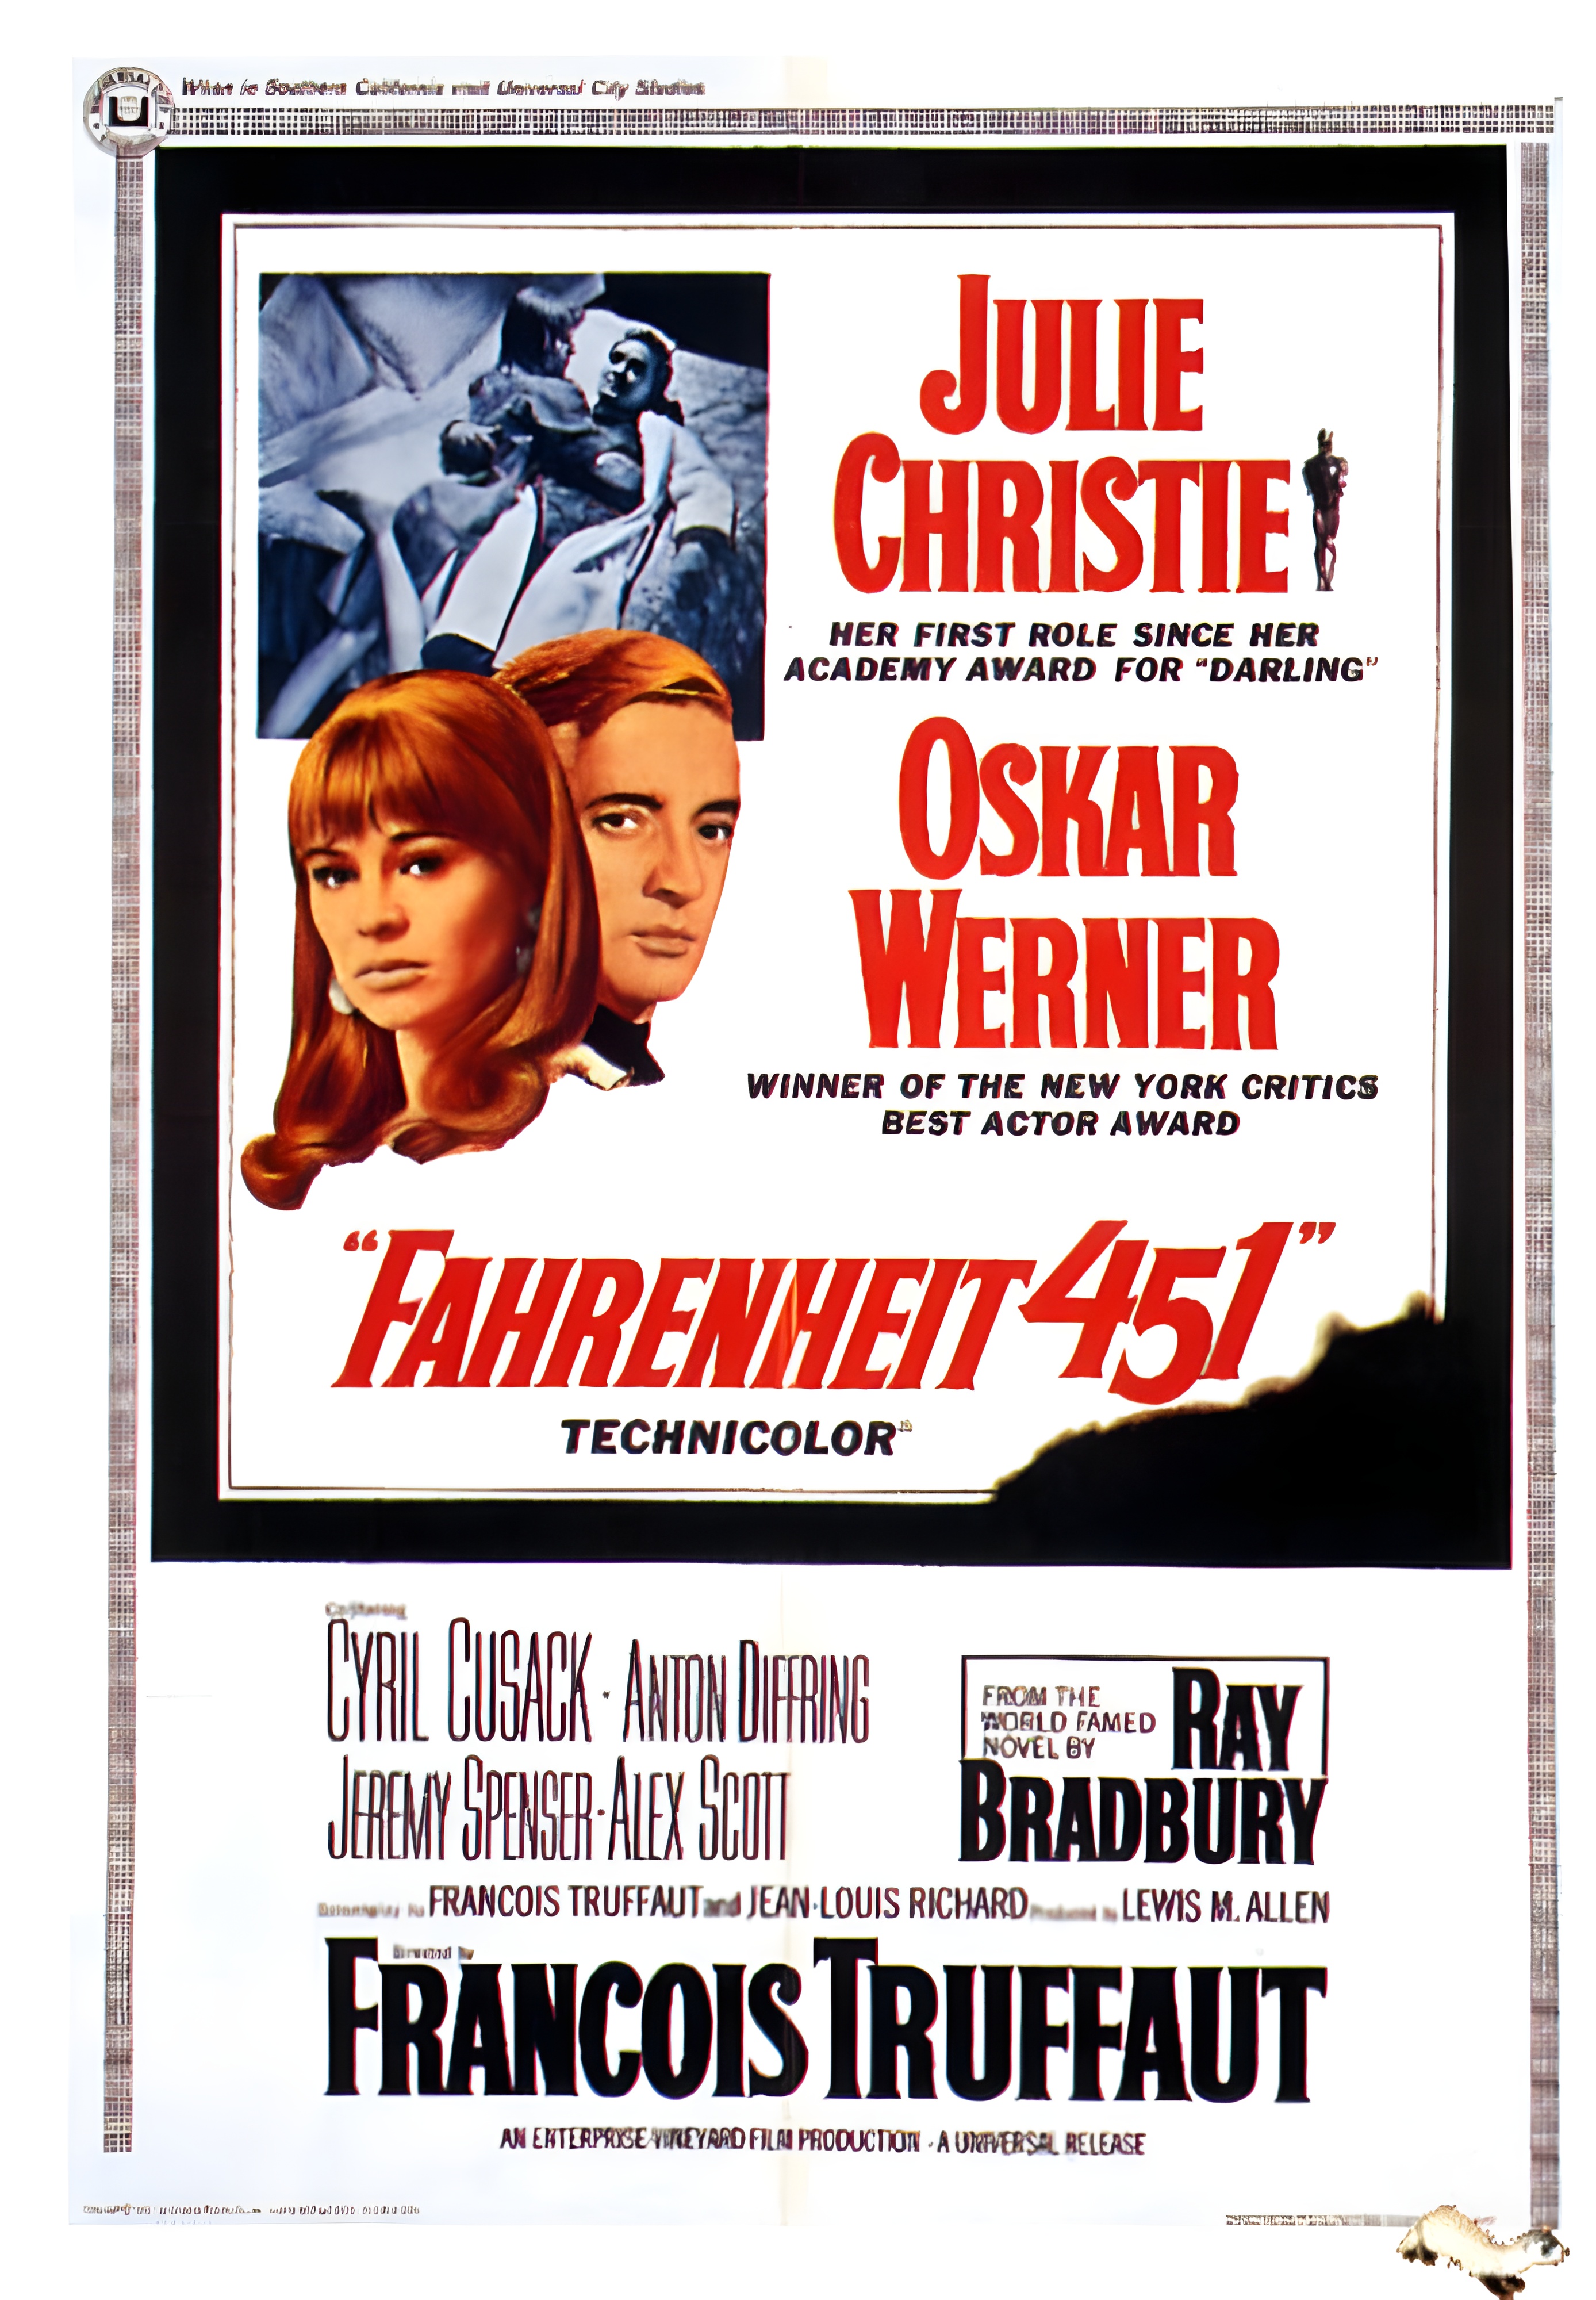 U
JULIE
CHRISTIE
HER FIRST ROLE SINCE HER
ACADEMY AWARD FOR "DARLING"
OSKAR
WERNER
WINNER OF THE NEW YORK CRITICS
BEST ACTOR AWARD
"FAHRENHEIT 451"
TECHNICOLOR
CYRIL CUSACK · ANTON DIFFRING
JEREMY SPENSER · ALEX SCOTT
FROM THE
WORLD FAMED
NOVEL BY
RAY
BRADBURY
FRANCOIS TRUFFAUT and JEAN-LOUIS RICHARD LEWIS M. ALLEN
Directed by
FRANCOIS TRUFFAUT
AN ENTERPRISE VINEYARD FILM PRODUCTION · A UNIVERSAL RELEASE